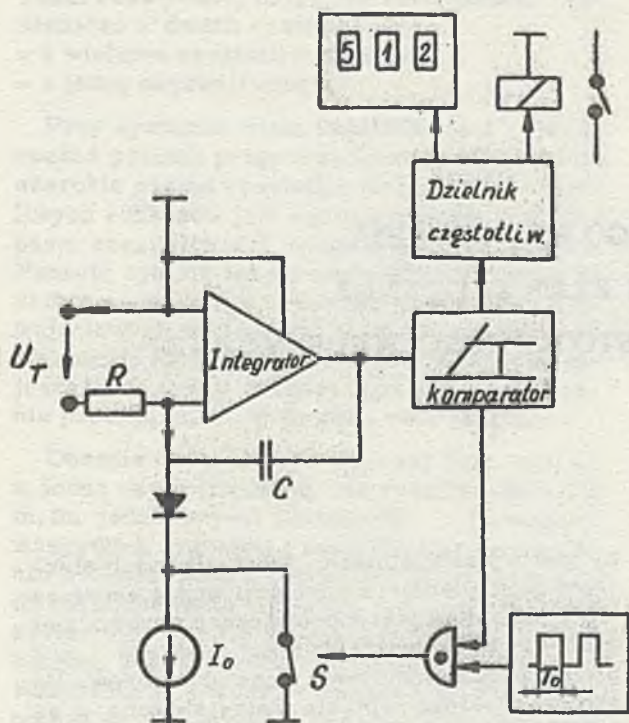 5 1 2
Dzielnik
częstotliw.
U_T
R
Integrator
komparator
C
I_o
S
T_o